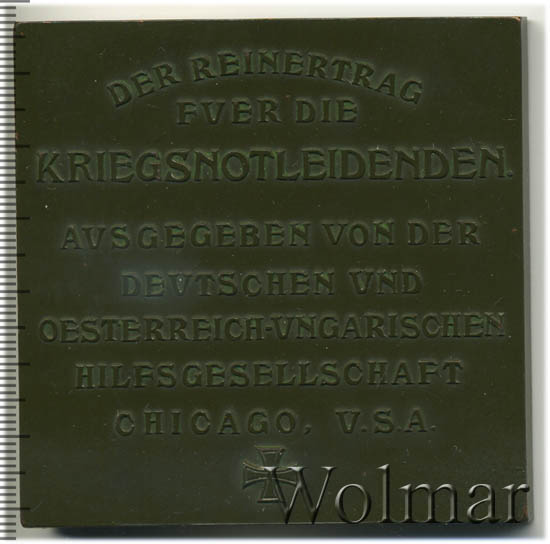 DER REINERTRAG
FVER DIE
KRIEGSNOTLEIDENDEN.
AVSGEGEBEN VON DER
DEVTSCHEN VND
OESTERREICH-VNGARISCHEN
HILFSGESELLSCHAFT
CHICAGO, V.S.A.
Wolmar